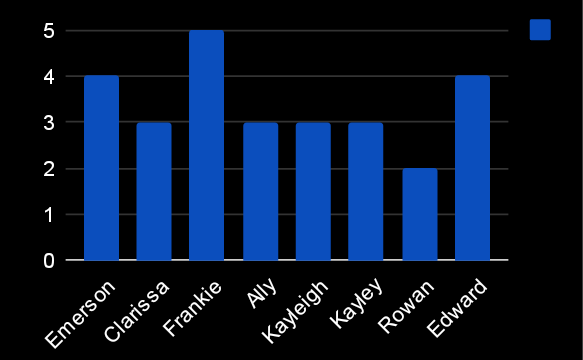 5
4
3
2
1
0
Emerson
Clarissa
Frankie
Ally
Kayleigh
Kayley
Rowan
Edward